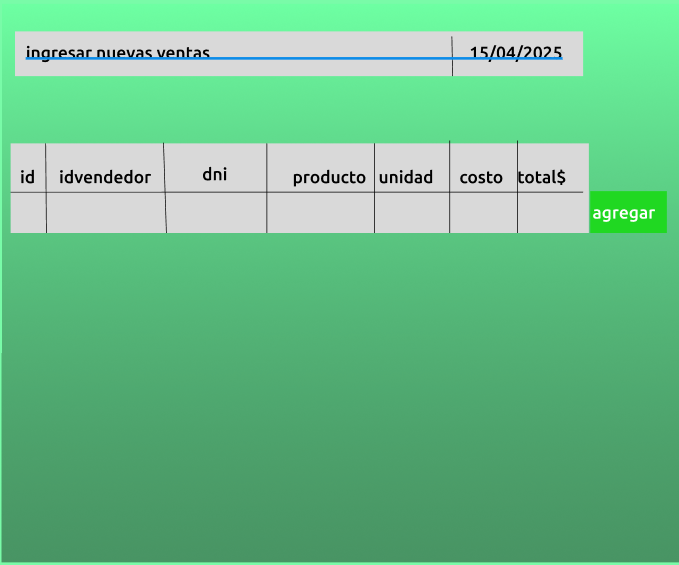 ingresar nuevas ventas 15/04/2025
id idvendedor dni producto unidad costo total$
agregar